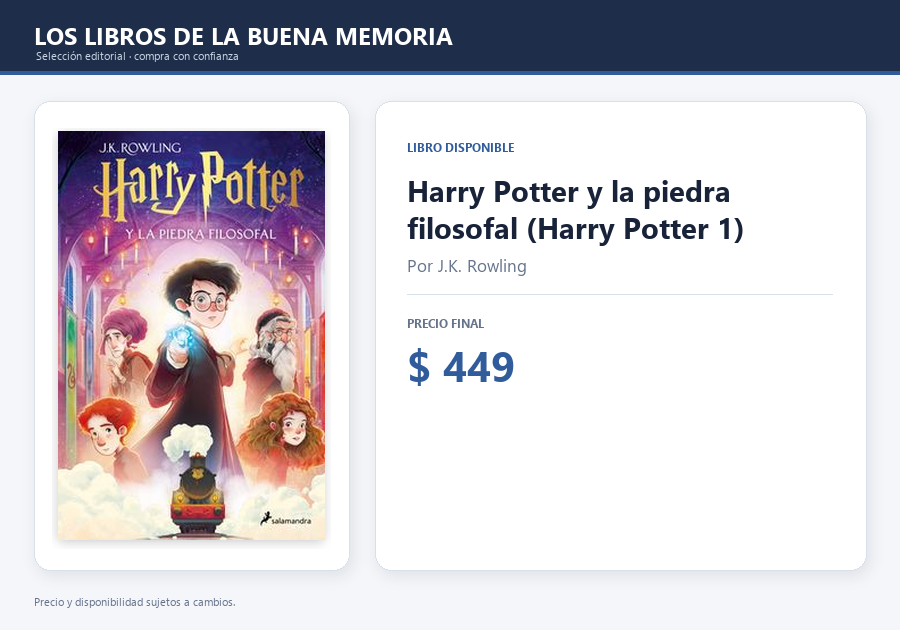 LOS LIBROS DE LA BUENA MEMORIA
Selección editorial · compra con confianza
J.K. ROWLING
Harry Potter
Y LA PIEDRA FILOSOFAL
salamandra
LIBRO DISPONIBLE
Harry Potter y la piedra
filosofal (Harry Potter 1)
Por J.K. Rowling
PRECIO FINAL
$ 449
Precio y disponibilidad sujetos a cambios.